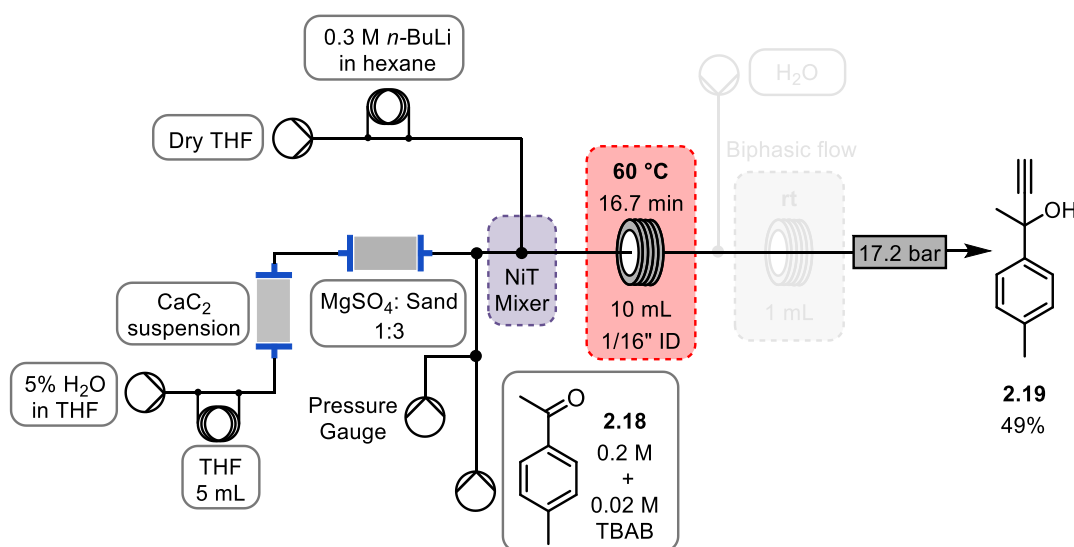 0.3 M n-BuLi
in hexane
Dry THF
H₂O
Biphasic flow
60 °C
16.7 min
rt
OH
17.2 bar
NiT
Mixer
CaC₂
suspension
MgSO₄: Sand
1:3
10 mL
1/16" ID
1 mL
5% H₂O
in THF
THF
5 mL
Pressure
Gauge
O
2.18
0.2 M
+
0.02 M
TBAB
2.19
49%